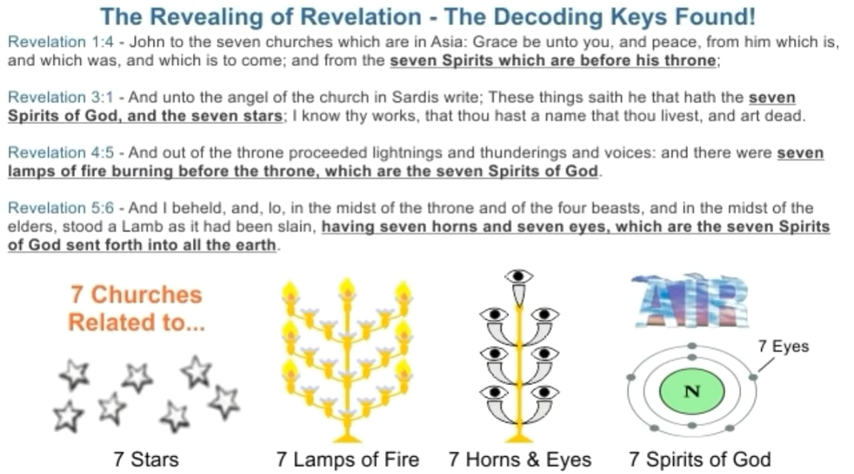 The Revealing of Revelation - The Decoding Keys Found!
Revelation 1:4 - John to the seven churches which are in Asia: Grace be unto you, and peace, from him which is,
and which was, and which is to come; and from the seven Spirits which are before his throne;
Revelation 3:1 - And unto the angel of the church in Sardis write; These things saith he that hath the seven
Spirits of God, and the seven stars; I know thy works, that thou hast a name that thou livest, and art dead.
Revelation 4:5 - And out of the throne proceeded lightnings and thunderings and voices: and there were seven
lamps of fire burning before the throne, which are the seven Spirits of God.
Revelation 5:6 - And I beheld, and, lo, in the midst of the throne and of the four beasts, and in the midst of the
elders, stood a Lamb as it had been slain, having seven horns and seven eyes, which are the seven Spirits
of God sent forth into all the earth.
7 Churches
Related to...
AIR
7 Eyes
N
7 Stars
7 Lamps of Fire
7 Horns & Eyes
7 Spirits of God